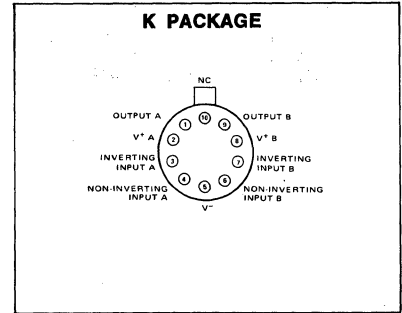 K PACKAGE
NC
OUTPUT A
10
OUTPUT B
1
9
V+ A
2
8
V+ B
INVERTING
INPUT A
3
7
INVERTING
INPUT B
NON-INVERTING
INPUT A
4
5
6
NON-INVERTING
INPUT B
V-